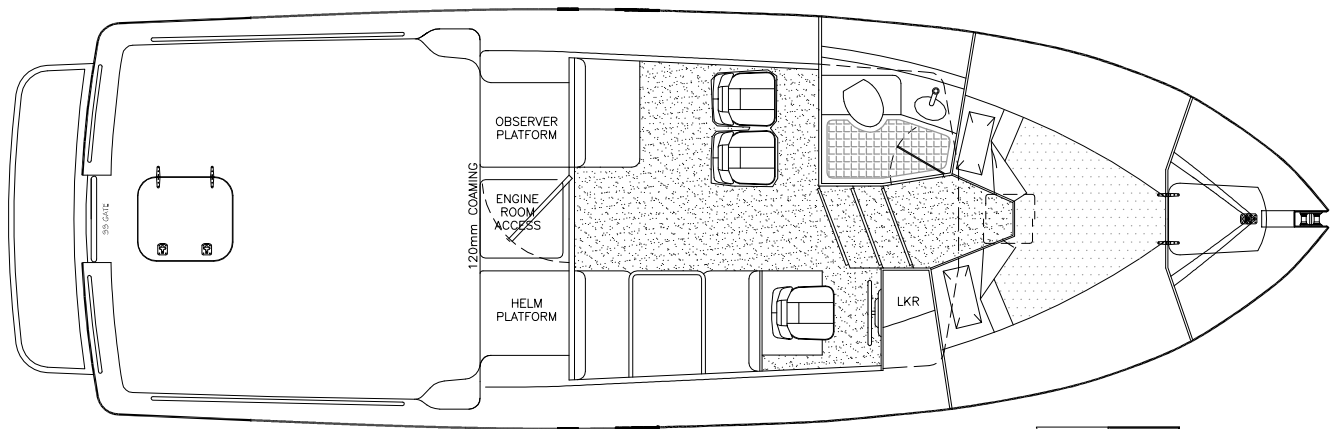 OBSERVER
PLATFORM
120mm COAMING
ENGINE
ROOM
ACCESS
HELM
PLATFORM
LKR